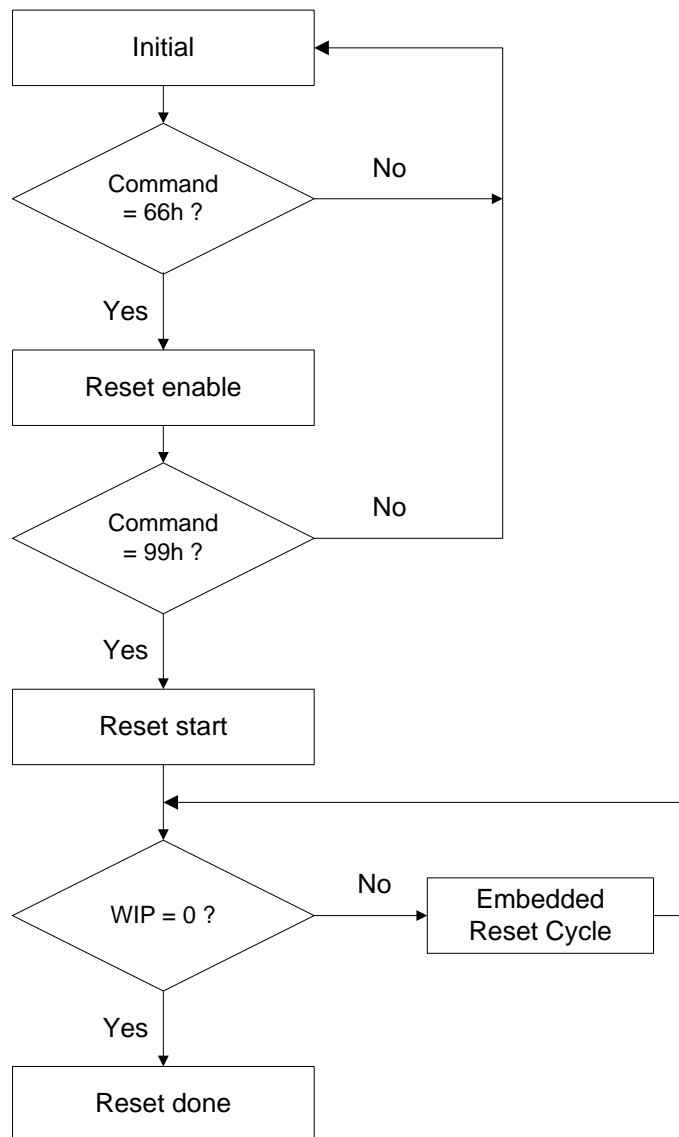 Initial
Command
= 66h ?
No
Yes
Reset enable
Command
= 99h ?
No
Yes
Reset start
WIP = 0 ?
No
Embedded
Reset Cycle
Yes
Reset done